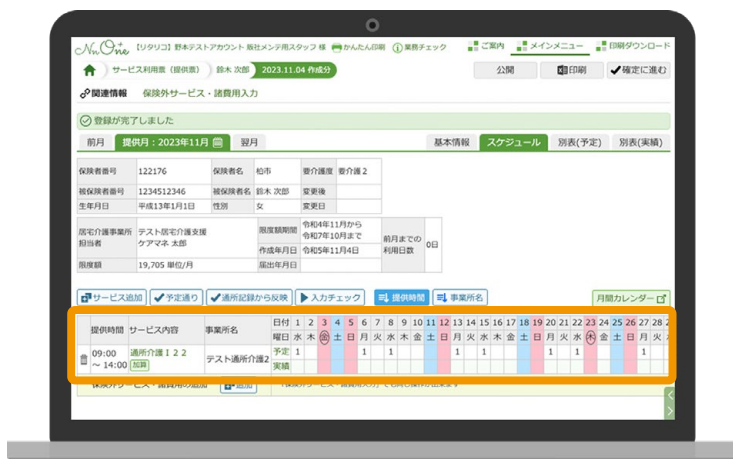 NuOne 【リタリコ】野本テストアカウント 販社メンテ用スタッフ 様 かんたん印刷 業務チェック ご案内 メインメニュー 印刷ダウンロード
サービス利用票（提供票） 鈴木 次郎 2023.11.04 作成分 公開 印刷 確定に進む
関連情報 保険外サービス・諸費用入力
登録が完了しました
前月 提供月：2023年11月 翌月 基本情報 スケジュール 別表(予定) 別表(実績)
保険者番号 122176 保険者名 柏市 要介護度 要介護２
被保険者番号 1234512346 被保険者名 鈴木 次郎 変更後
生年月日 平成13年1月1日 性別 女 変更日
居宅介護事業所 担当者 テスト居宅介護支援 ケアマネ 太郎 限度額期間 令和4年11月から 令和7年10月まで 前月までの 利用日数 0日
作成年月日 令和5年11月4日
限度額 19,705 単位/月 届出年月日
サービス追加 予定通り 通所記録から反映 入力チェック 提供時間 事業所名 月間カレンダー
提供時間 サービス内容 事業所名 日付 1 2 3 4 5 6 7 8 9 10 11 12 13 14 15 16 17 18 19 20 21 22 23 24 25 26 27 28
曜日 水 木 金 土 日 月 火 水 木 金 土 日 月 火 水 木 金 土 日 月 火 水 木 金 土 日 月 火
09:00 ～ 14:00 通所介護Ⅰ２２ 加算 テスト通所介護2 予定 1 1 1 1 1 1 1 1
実績
保険外サービス・諸費用の追加 追加